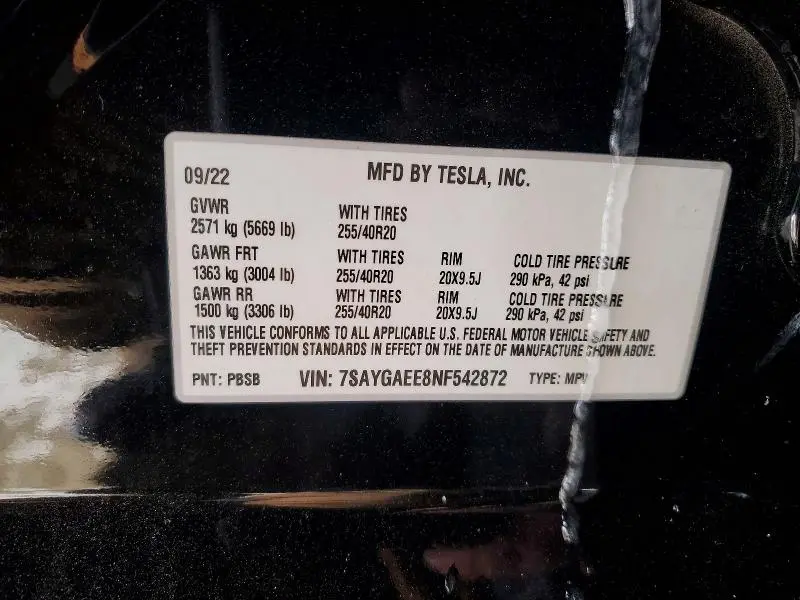 09/22 MFD BY TESLA, INC.
GVWR WITH TIRES
2571 kg (5669 lb) 255/40R20
GAWR FRT WITH TIRES RIM COLD TIRE PRESSURE
1363 kg (3004 lb) 255/40R20 20X9.5J 290 kPa, 42 psi
GAWR RR WITH TIRES RIM COLD TIRE PRESSURE
1500 kg (3306 lb) 255/40R20 20X9.5J 290 kPa, 42 psi
THIS VEHICLE CONFORMS TO ALL APPLICABLE U.S. FEDERAL MOTOR VEHICLE SAFETY AND
THEFT PREVENTION STANDARDS IN EFFECT ON THE DATE OF MANUFACTURE SHOWN ABOVE.
PNT: PBSB VIN: 7SAYGAEE8NF542872 TYPE: MPV